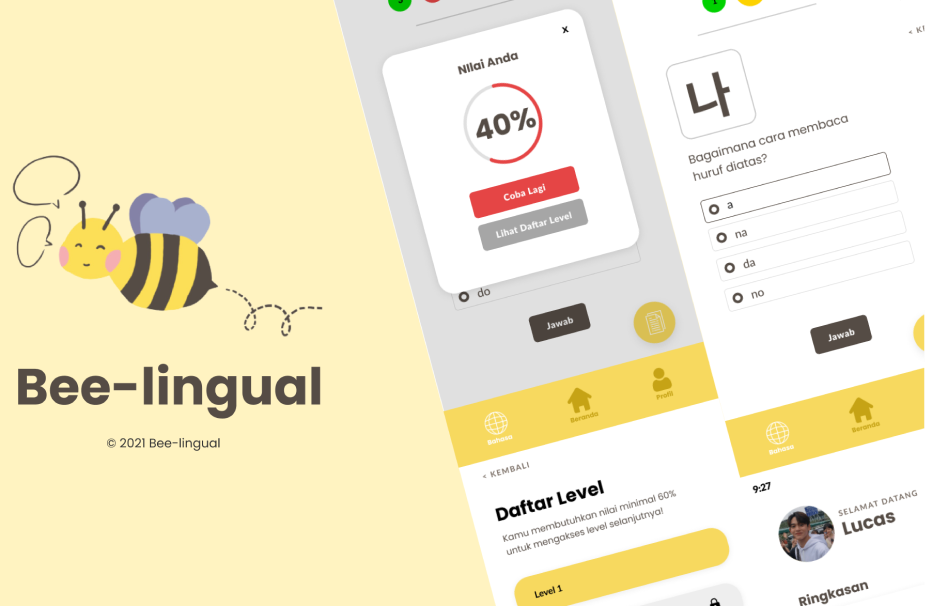 Bee-lingual
© 2021 Bee-lingual
x
NIlai Anda
40%
Coba Lagi
Lihat Daftar Level
do
Jawab
Bahasa
Beranda
Profil
< KEMBALI
Daftar Level
Kamu membutuhkan nilai minimal 60%
untuk mengakses level selanjutnya!
Level 1
나
Bagaimana cara membaca
huruf diatas?
a
na
da
no
Jawab
Bahasa
Beranda
9:27
SELAMAT DATANG
Lucas
Ringkasan